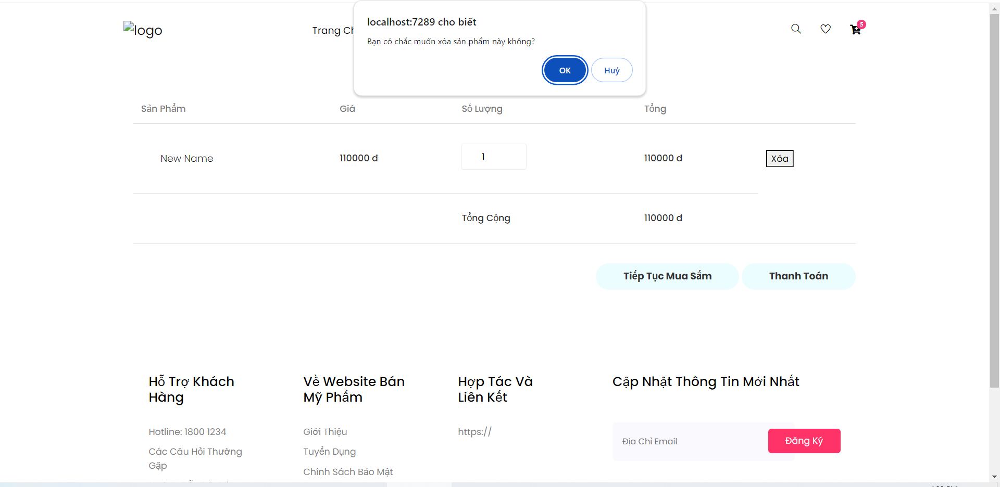 localhost:7289 cho biết
Bạn có chắc muốn xóa sản phẩm này không?
OK
Huỷ
logo
Trang Ch
5
Sản Phẩm
Giá
Số Lượng
Tổng
New Name
110000 đ
1
110000 đ
Xóa
Tổng Cộng
110000 đ
Tiếp Tục Mua Sắm
Thanh Toán
Hỗ Trợ Khách
Hàng
Hotline: 1800 1234
Các Câu Hỏi Thường
Gặp
Về Website Bán
Mỹ Phẩm
Giới Thiệu
Tuyển Dụng
Chính Sách Bảo Mật
Hợp Tác Và
Liên Kết
https://
Cập Nhật Thông Tin Mới Nhất
Địa Chỉ Email
Đăng Ký